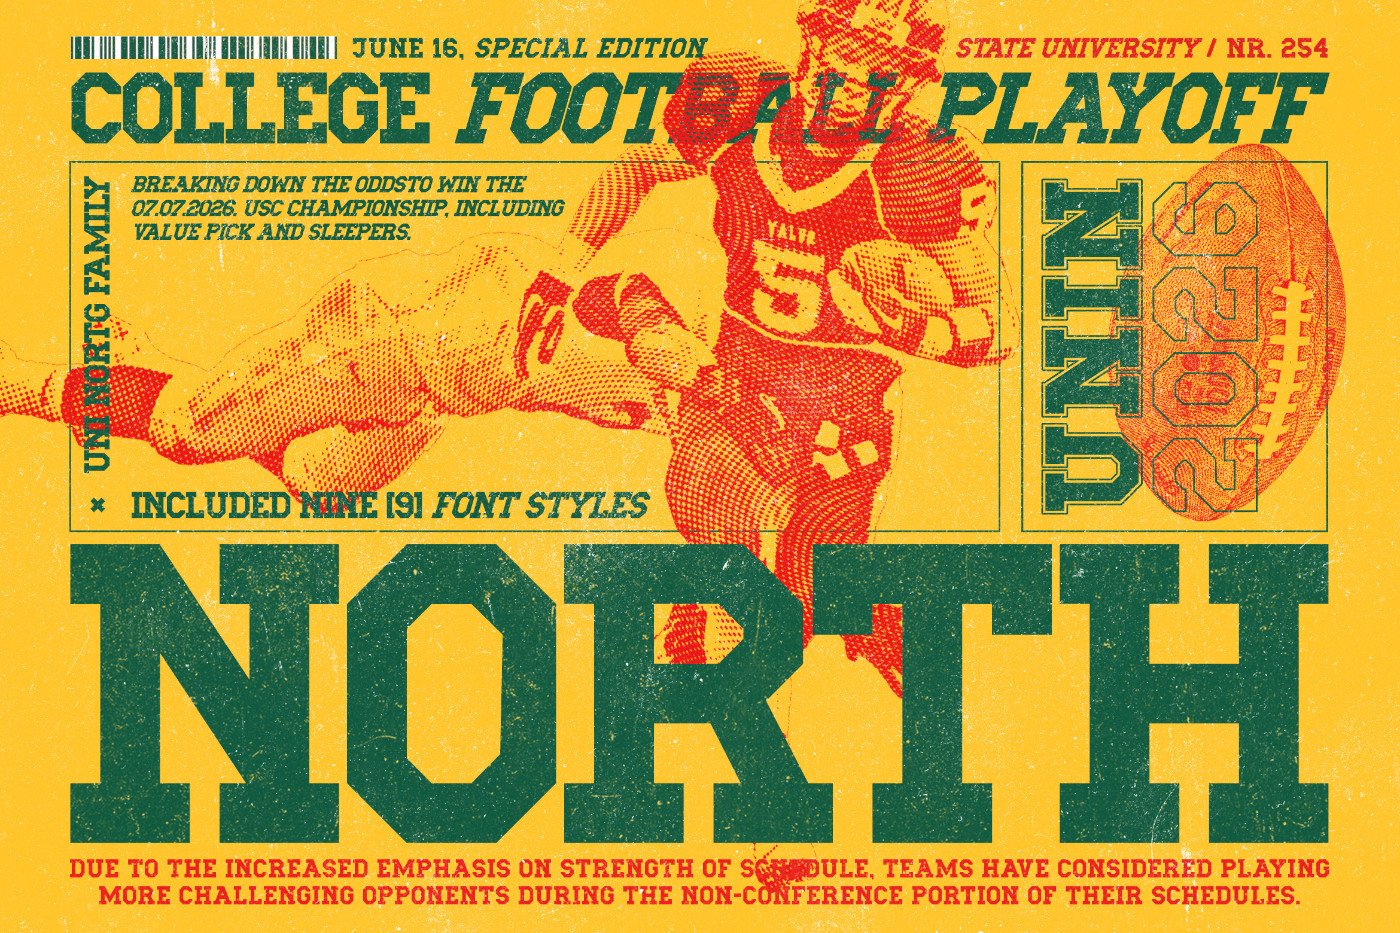 JUNE 16, SPECIAL EDITION
STATE UNIVERSITY / NR. 254
COLLEGE FOOTBALL PLAYOFF
UNI NORTG FAMILY
BREAKING DOWN THE ODDSTO WIN THE
07.07.2026. USC CHAMPIONSHIP, INCLUDING
VALUE PICK AND SLEEPERS.
5
× INCLUDED NINE [9] FONT STYLES
UNIN
2026
NORTH
DUE TO THE INCREASED EMPHASIS ON STRENGTH OF SCHEDULE, TEAMS HAVE CONSIDERED PLAYING
MORE CHALLENGING OPPONENTS DURING THE NON-CONFERENCE PORTION OF THEIR SCHEDULES.